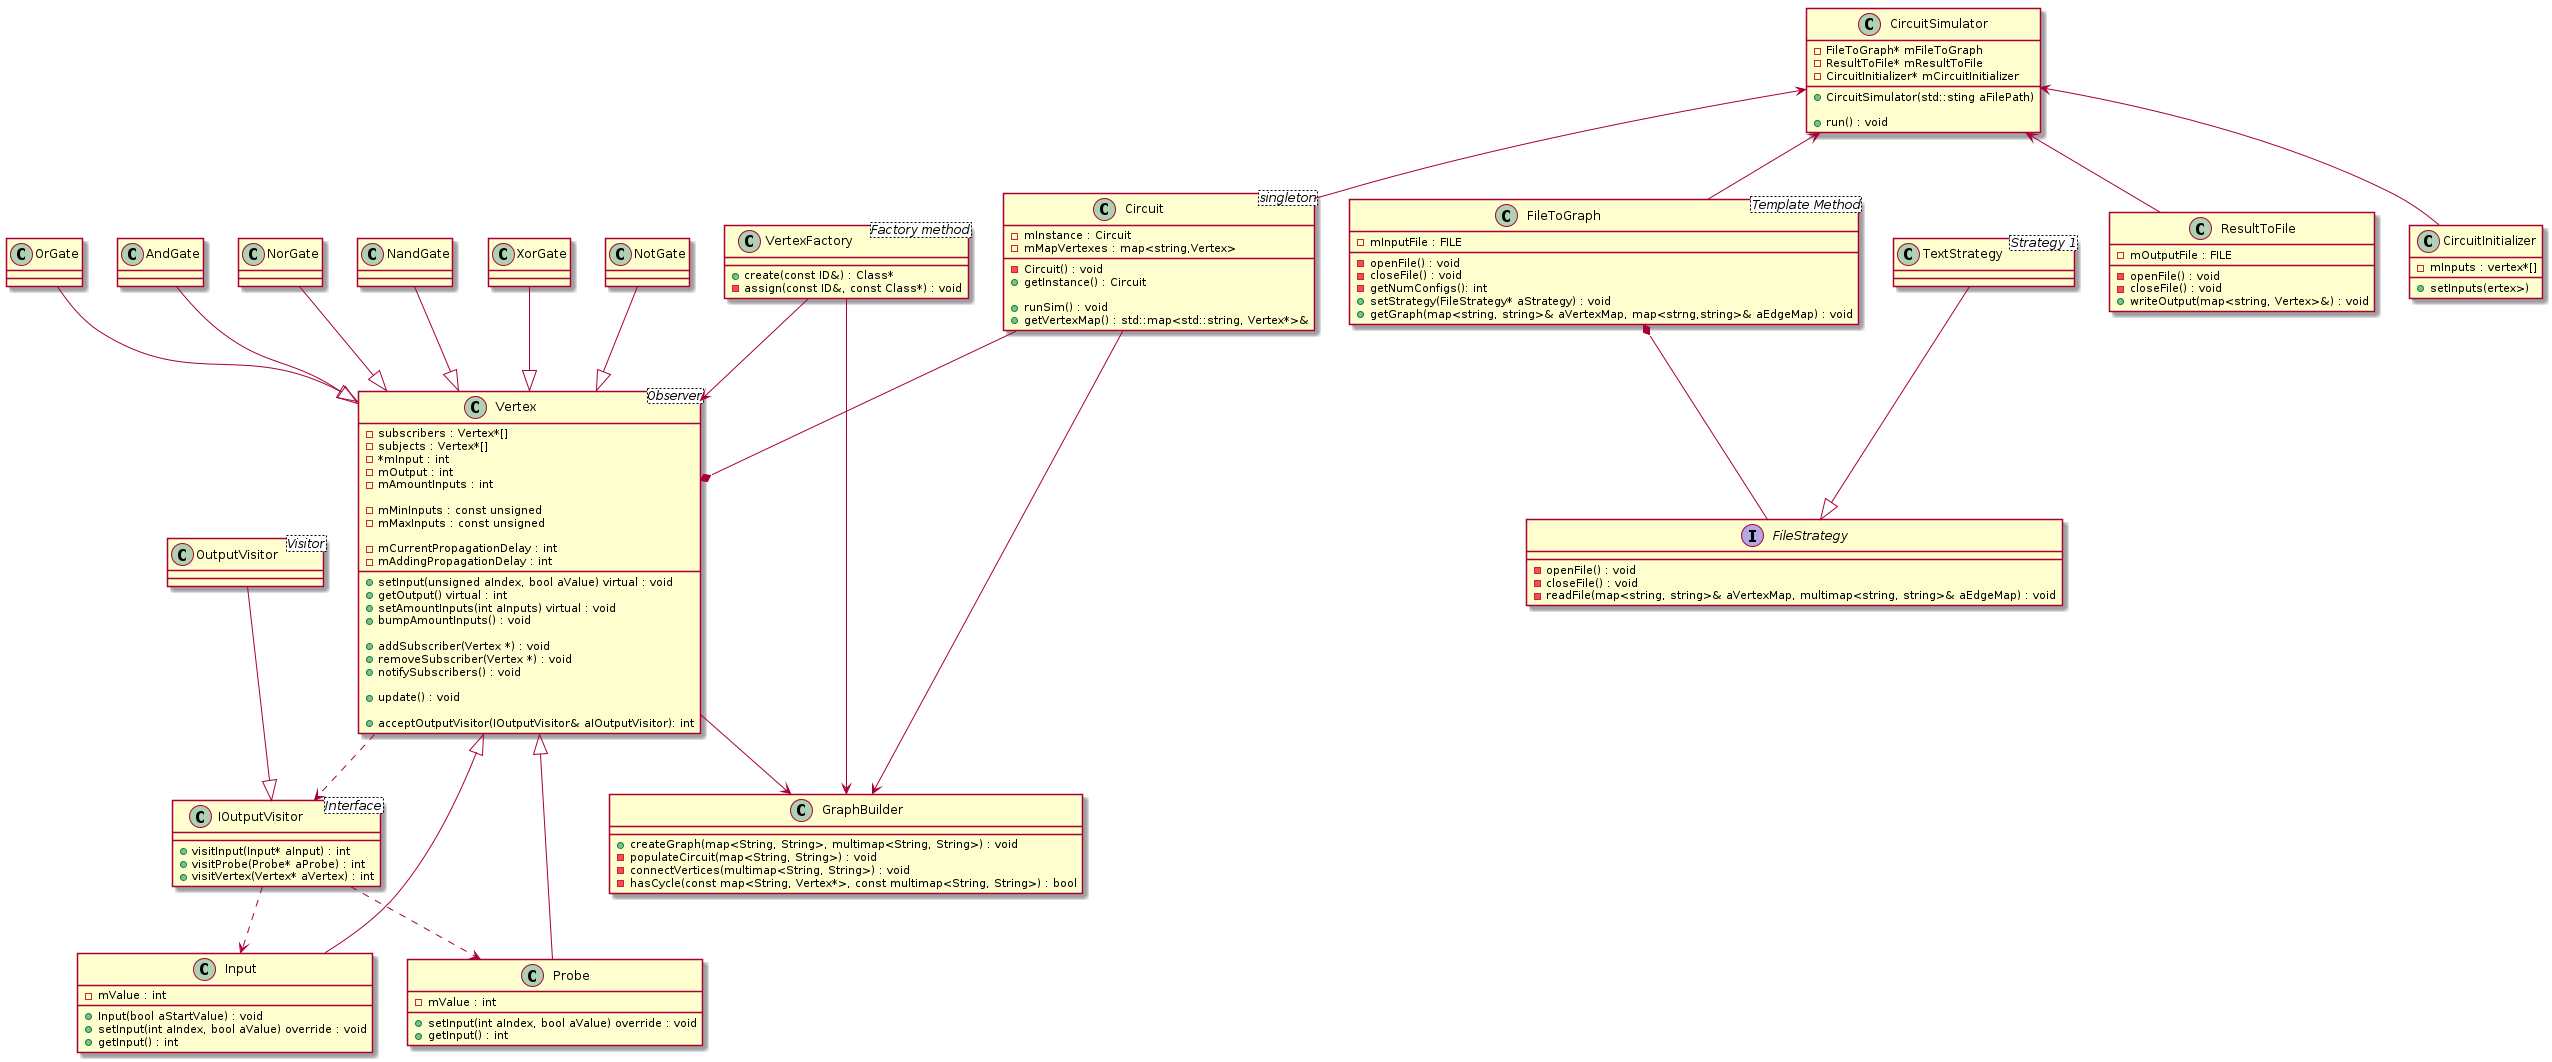 C CircuitSimulator
FileToGraph* mFileToGraph
ResultToFile* mResultToFile
CircuitInitializer* mCircuitInitializer
CircuitSimulator(std::sting aFilePath)
run() : void
C OrGate
C AndGate
C NorGate
C NandGate
C XorGate
C NotGate
C VertexFactory
Factory method
create(const ID&) : Class*
assign(const ID&, const Class*) : void
C Circuit
singleton
mInstance : Circuit
mMapVertexes : map<string,Vertex>
Circuit() : void
getInstance() : Circuit
runSim() : void
getVertexMap() : std::map<std::string, Vertex*>&
C FileToGraph
Template Method
mInputFile : FILE
openFile() : void
closeFile() : void
getNumConfigs(): int
setStrategy(FileStrategy* aStrategy) : void
getGraph(map<string, string>& aVertexMap, map<strng,string>& aEdgeMap) : void
C TextStrategy
Strategy 1
C ResultToFile
mOutputFile : FILE
openFile() : void
closeFile() : void
writeOutput(map<string, Vertex>&) : void
C CircuitInitializer
mInputs : vertex*[]
setInputs(ertex>)
C Vertex
Observer
subscribers : Vertex*[]
subjects : Vertex*[]
*mInput : int
mOutput : int
mAmountInputs : int
mMinInputs : const unsigned
mMaxInputs : const unsigned
mCurrentPropagationDelay : int
mAddingPropagationDelay : int
setInput(unsigned aIndex, bool aValue) virtual : void
getOutput() virtual : int
setAmountInputs(int aInputs) virtual : void
bumpAmountInputs() : void
addSubscriber(Vertex *) : void
removeSubscriber(Vertex *) : void
notifySubscribers() : void
update() : void
acceptOutputVisitor(IOutputVisitor& aIOutputVisitor): int
C OutputVisitor
Visitor
I FileStrategy
openFile() : void
closeFile() : void
readFile(map<string, string>& aVertexMap, multimap<string, string>& aEdgeMap) : void
C IOutputVisitor
Interface
visitInput(Input* aInput) : int
visitProbe(Probe* aProbe) : int
visitVertex(Vertex* aVertex) : int
C GraphBuilder
createGraph(map<String, String>, multimap<String, String>) : void
populateCircuit(map<String, String>) : void
connectVertices(multimap<String, String>) : void
hasCycle(const map<String, Vertex*>, const multimap<String, String>) : bool
C Input
mValue : int
Input(bool aStartValue) : void
setInput(int aIndex, bool aValue) override : void
getInput() : int
C Probe
mValue : int
setInput(int aIndex, bool aValue) override : void
getInput() : int